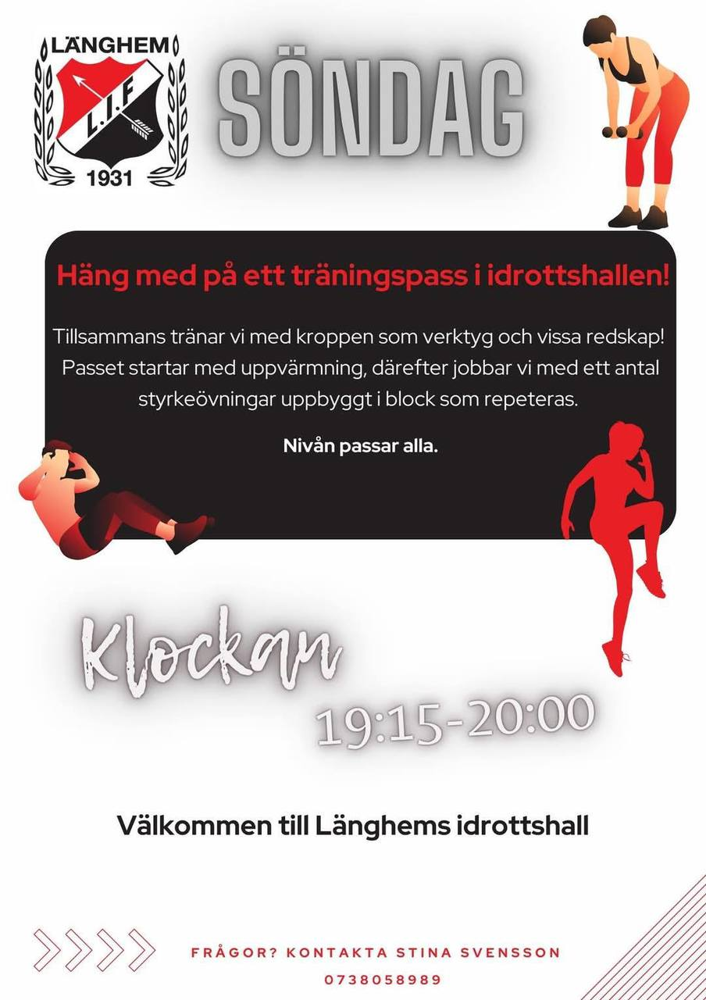 LÄNGHEM
L.I.F
1931
SÖNDAG
Häng med på ett träningspass i idrottshallen!
Tillsammans tränar vi med kroppen som verktyg och vissa redskap!
Passet startar med uppvärmning, därefter jobbar vi med ett antal
styrkeövningar uppbyggt i block som repeteras.
Nivån passar alla.
Klockan
19:15-20:00
Välkommen till Länghems idrottshall
FRÅGOR? KONTAKTA STINA SVENSSON
0738058989